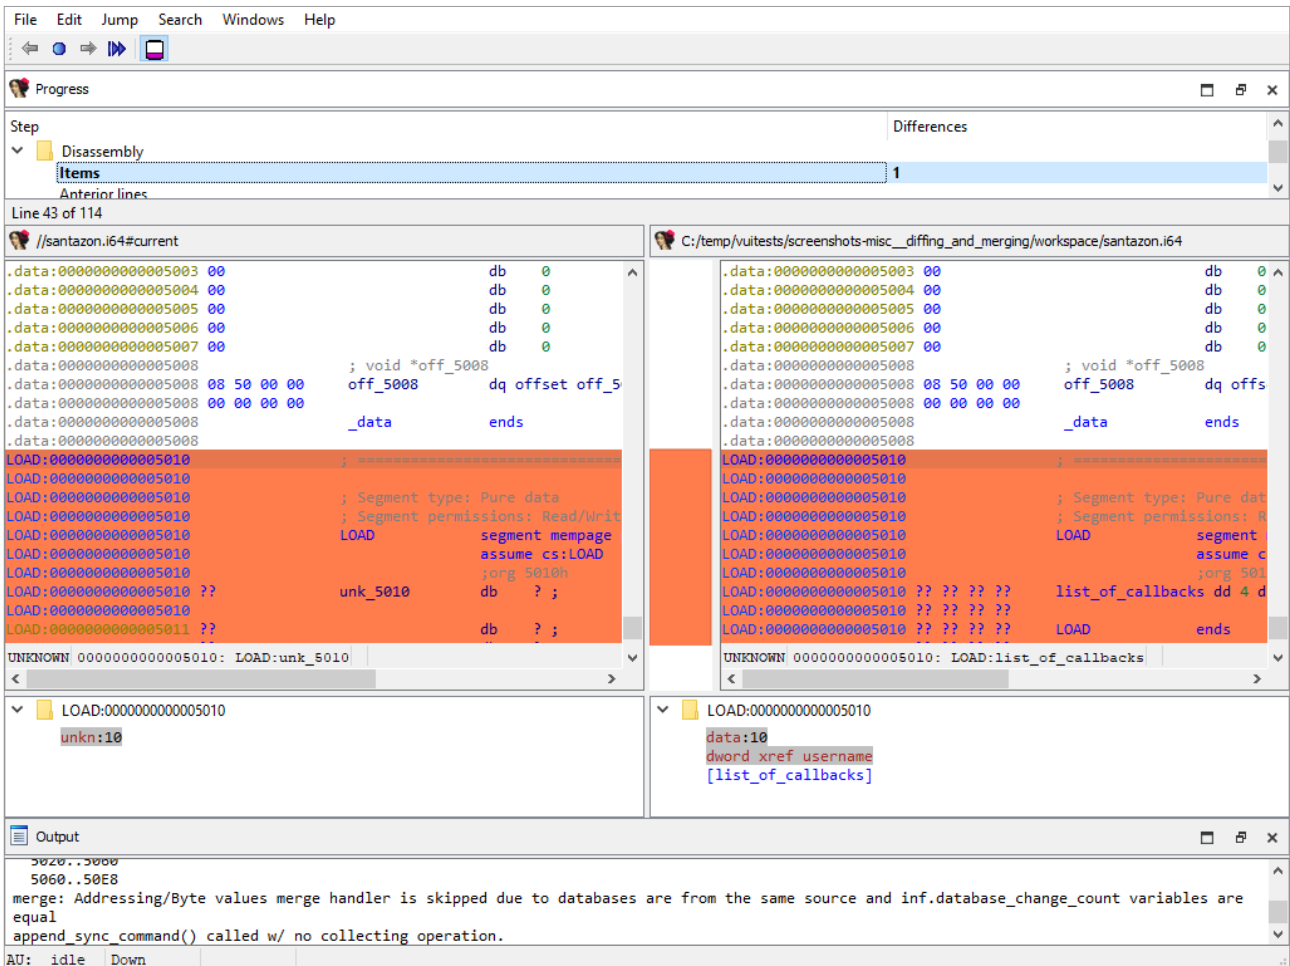 File Edit Jump Search Windows Help
Progress
Step Differences
Disassembly
Items 1
Anterior lines
Line 43 of 114
//santazon.i64#current
.data:0000000000005003 00 db 0
.data:0000000000005004 00 db 0
.data:0000000000005005 00 db 0
.data:0000000000005006 00 db 0
.data:0000000000005007 00 db 0
.data:0000000000005008 ; void *off_5008
.data:0000000000005008 08 50 00 00 off_5008 dq offset off_5
.data:0000000000005008 00 00 00 00
.data:0000000000005008 _data ends
.data:0000000000005008
LOAD:0000000000005010 ; ==============================
LOAD:0000000000005010
LOAD:0000000000005010 ; Segment type: Pure data
LOAD:0000000000005010 ; Segment permissions: Read/Writ
LOAD:0000000000005010 LOAD segment mempage
LOAD:0000000000005010 assume cs:LOAD
LOAD:0000000000005010 ;org 5010h
LOAD:0000000000005010 ?? unk_5010 db ? ;
LOAD:0000000000005010
LOAD:0000000000005011 ?? db ? ;
UNKNOWN 0000000000005010: LOAD:unk_5010
C:/temp/vuitests/screenshots-misc__diffing_and_merging/workspace/santazon.i64
.data:0000000000005003 00 db 0
.data:0000000000005004 00 db 0
.data:0000000000005005 00 db 0
.data:0000000000005006 00 db 0
.data:0000000000005007 00 db 0
.data:0000000000005008 ; void *off_5008
.data:0000000000005008 08 50 00 00 off_5008 dq offs
.data:0000000000005008 00 00 00 00
.data:0000000000005008 _data ends
.data:0000000000005008
LOAD:0000000000005010 ; ======================
LOAD:0000000000005010
LOAD:0000000000005010 ; Segment type: Pure dat
LOAD:0000000000005010 ; Segment permissions: R
LOAD:0000000000005010 LOAD segment
LOAD:0000000000005010 assume c
LOAD:0000000000005010 ;org 501
LOAD:0000000000005010 ?? ?? ?? ?? list_of_callbacks dd 4 d
LOAD:0000000000005010 ?? ?? ?? ??
LOAD:0000000000005010 ?? ?? ?? ?? LOAD ends
UNKNOWN 0000000000005010: LOAD:list_of_callbacks
LOAD:0000000000005010
unkn:10
LOAD:0000000000005010
data:10
dword xref username
[list_of_callbacks]
Output
5020..5060
5060..50E8
merge: Addressing/Byte values merge handler is skipped due to databases are from the same source and inf.database_change_count variables are
equal
append_sync_command() called w/ no collecting operation.
AU: idle Down